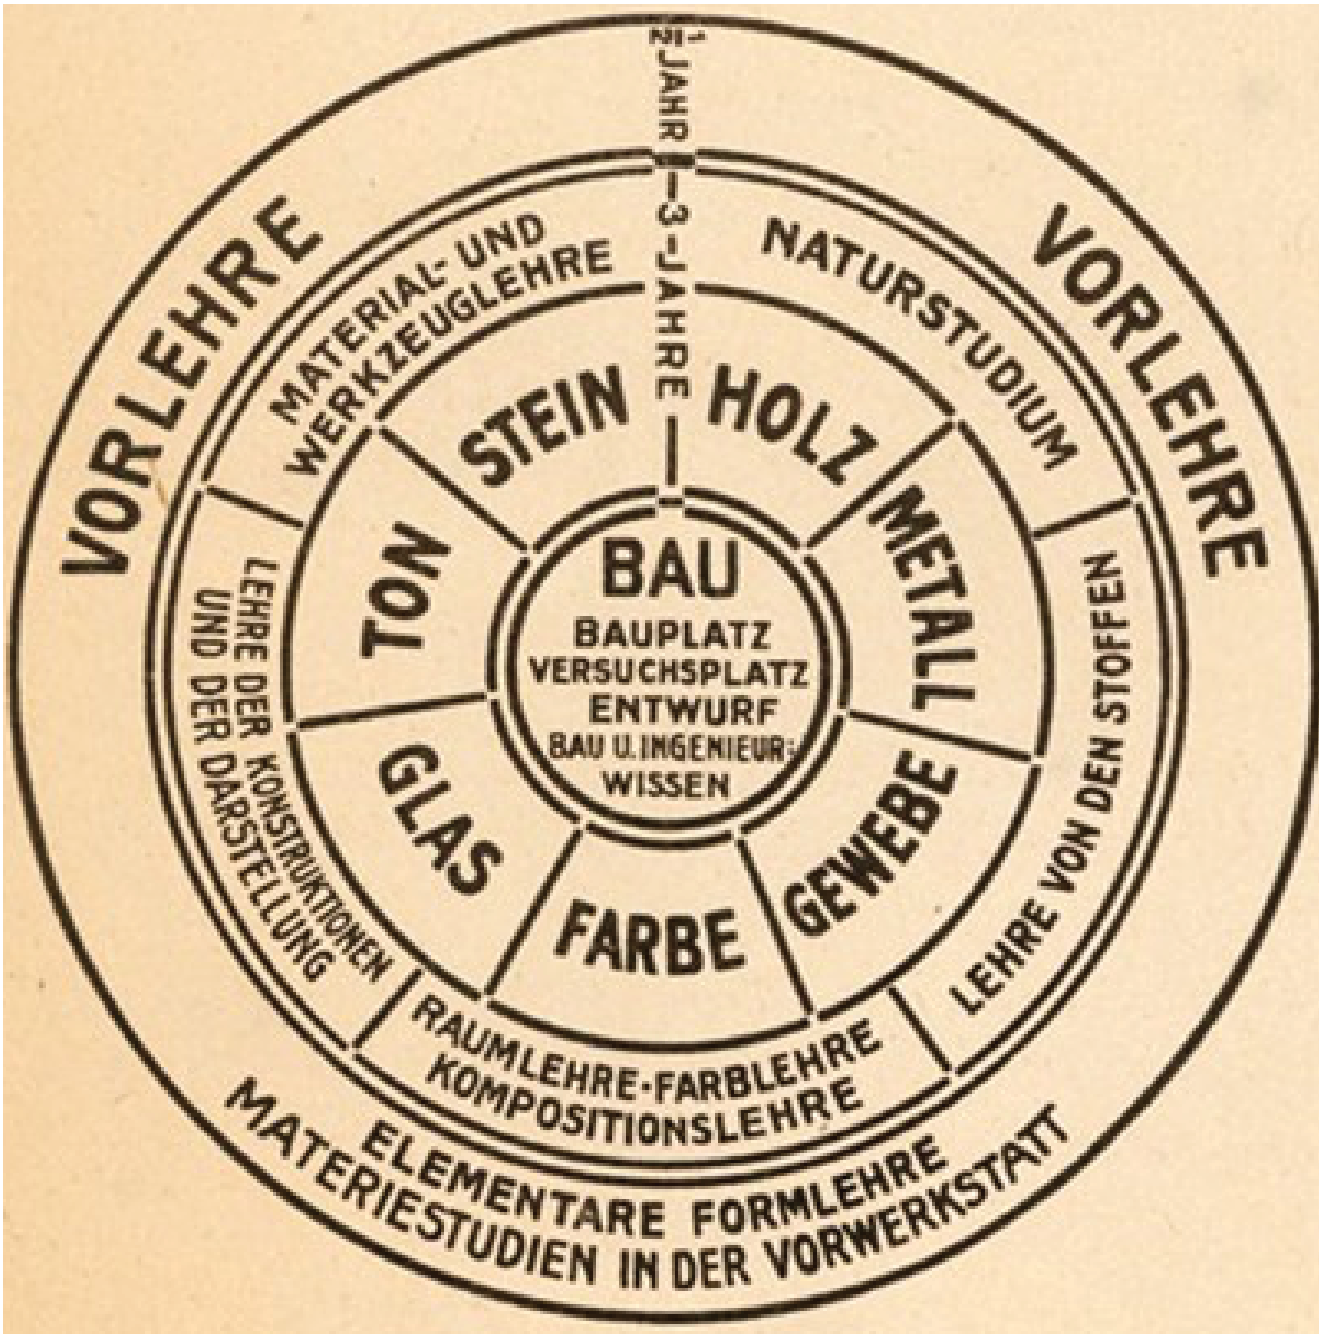 1/2 JAHR
3-JAHRE
VORLEHRE
VORLEHRE
ELEMENTARE FORMLEHRE
MATERIESTUDIEN IN DER VORWERKSTATT
MATERIAL- UND
WERKZEUGLEHRE
NATURSTUDIUM
LEHRE VON DEN STOFFEN
RAUMLEHRE·FARBLEHRE
KOMPOSITIONSLEHRE
LEHRE DER KONSTRUKTIONEN
UND DER DARSTELLUNG
STEIN
HOLZ
METALL
GEWEBE
FARBE
GLAS
TON
BAU
BAUPLATZ
VERSUCHSPLATZ
ENTWURF
BAU U. INGENIEUR:
WISSEN